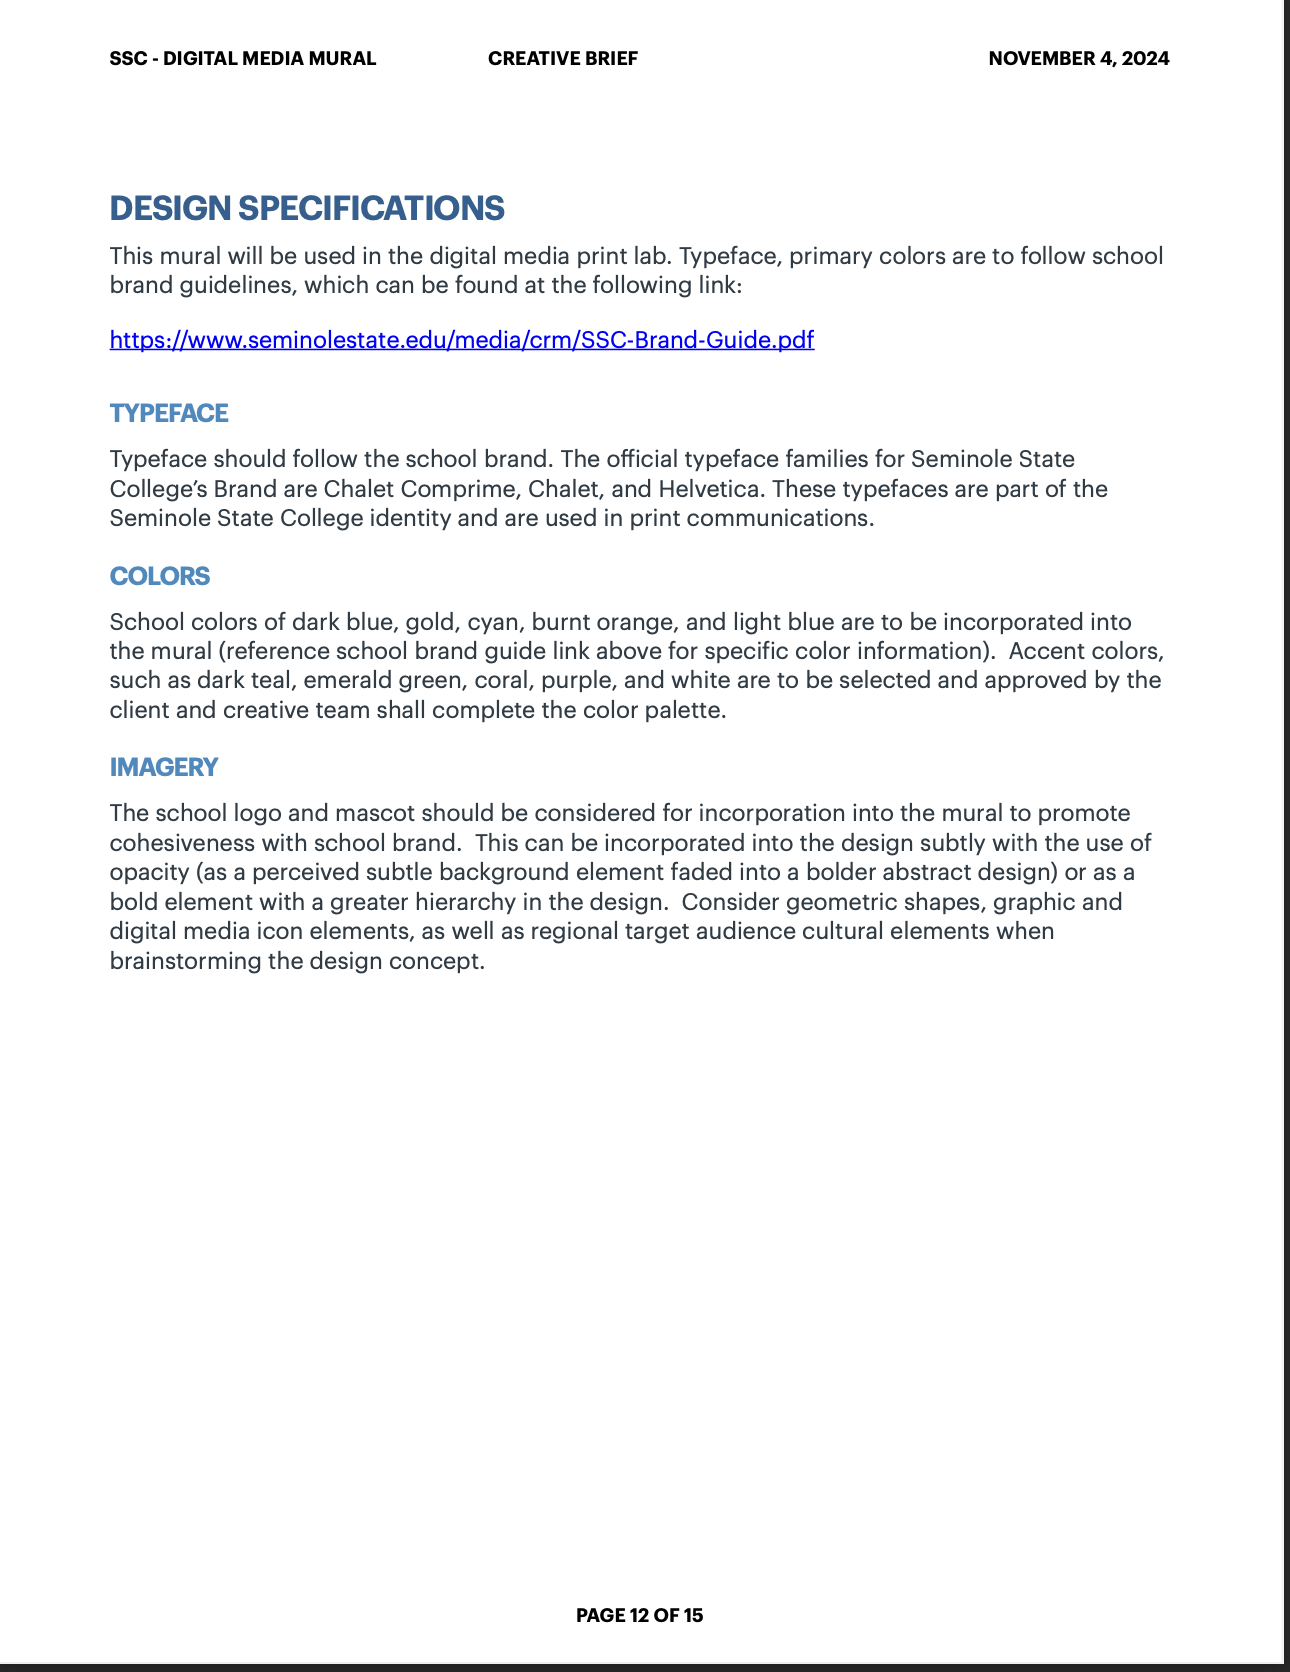 SSC - DIGITAL MEDIA MURAL CREATIVE BRIEF NOVEMBER 4, 2024
DESIGN SPECIFICATIONS
This mural will be used in the digital media print lab. Typeface, primary colors are to follow school
brand guidelines, which can be found at the following link:
https://www.seminolestate.edu/media/crm/SSC-Brand-Guide.pdf
TYPEFACE
Typeface should follow the school brand. The official typeface families for Seminole State
College’s Brand are Chalet Comprime, Chalet, and Helvetica. These typefaces are part of the
Seminole State College identity and are used in print communications.
COLORS
School colors of dark blue, gold, cyan, burnt orange, and light blue are to be incorporated into
the mural (reference school brand guide link above for specific color information).  Accent colors,
such as dark teal, emerald green, coral, purple, and white are to be selected and approved by the
client and creative team shall complete the color palette.
IMAGERY
The school logo and mascot should be considered for incorporation into the mural to promote
cohesiveness with school brand.  This can be incorporated into the design subtly with the use of
opacity (as a perceived subtle background element faded into a bolder abstract design) or as a
bold element with a greater hierarchy in the design.  Consider geometric shapes, graphic and
digital media icon elements, as well as regional target audience cultural elements when
brainstorming the design concept.
PAGE 12 OF 15